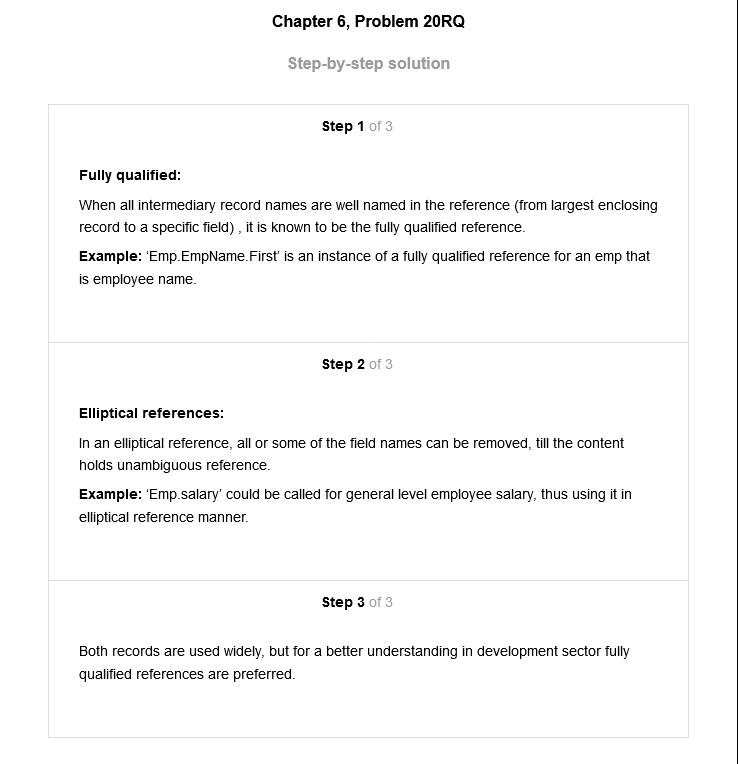 Chapter 6, Problem 20RQ
Step-by-step solution
Step 1 of 3
Fully qualified:
When all intermediary record names are well named in the reference (from largest enclosing
record to a specific field) , it is known to be the fully qualified reference.
Example: ‘Emp.EmpName.First’ is an instance of a fully qualified reference for an emp that
is employee name.
Step 2 of 3
Elliptical references:
In an elliptical reference, all or some of the field names can be removed, till the content
holds unambiguous reference.
Example: ‘Emp.salary’ could be called for general level employee salary, thus using it in
elliptical reference manner.
Step 3 of 3
Both records are used widely, but for a better understanding in development sector fully
qualified references are preferred.